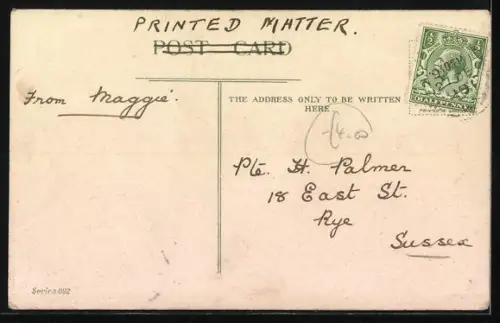 PRINTED MATTER.
POST CARD
From Maggie.
THE ADDRESS ONLY TO BE WRITTEN
HERE
HALFPENNY
Pte. H. Palmer
18 East St.
Rye
Sussex
Series 692